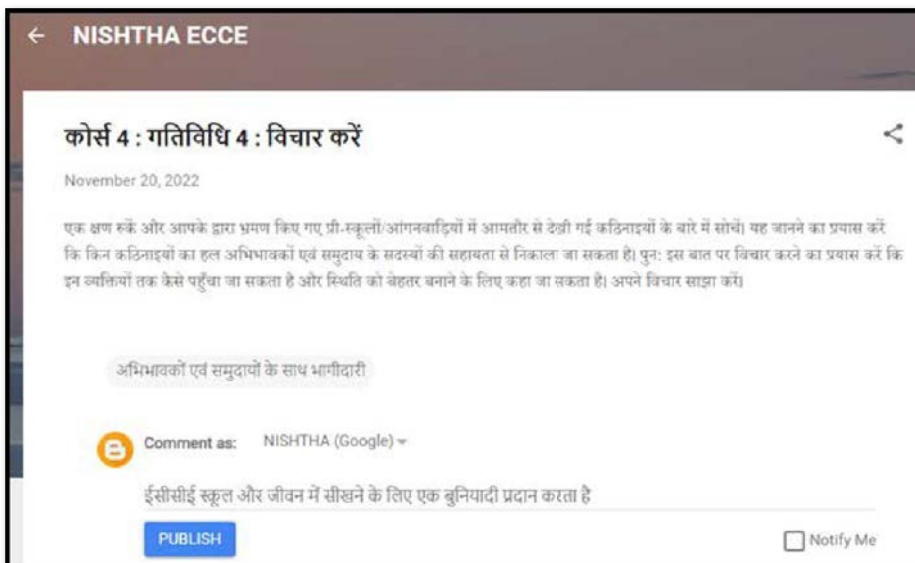 NISHTHA ECCE
कोर्स 4 : गतिविधि 4 : विचार करें
November 20, 2022
एक क्षण रुकें और आपके द्वारा भ्रमण किए गए प्री-स्कूलों/आंगनवाड़ियों में आमतौर से देखी गई कठिनाइयों के बारे में सोचें। यह जानने का प्रयास करें
कि किन कठिनाइयों का हल अभिभावकों एवं समुदाय के सदस्यों की सहायता से निकाला जा सकता है। पुन: इस बात पर विचार करने का प्रयास करें कि
इन व्यक्तियों तक कैसे पहुँचा जा सकता है और स्थिति को बेहतर बनाने के लिए कहा जा सकता है। अपने विचार साझा करें।
अभिभावकों एवं समुदायों के साथ भागीदारी
Comment as: NISHTHA (Google)
ईसीसीई स्कूल और जीवन में सीखने के लिए एक बुनियादी प्रदान करता है
PUBLISH Notify Me